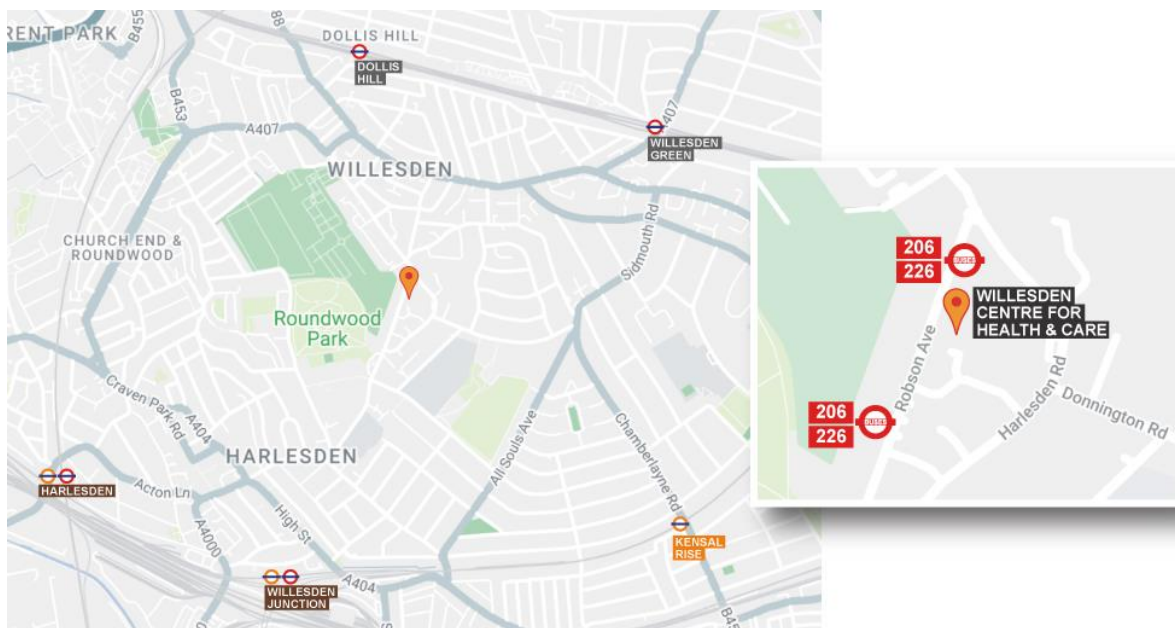 RENT PARK
B455
88
DOLLIS HILL
DOLLIS
HILL
B453
A407
A407
WILLESDEN
GREEN
WILLESDEN
CHURCH END &
ROUNDWOOD
Sidmouth Rd
Roundwood
Park
Craven Park Rd
A404
HARLESDEN
All Souls Ave
Chamberlayne Rd
HARLESDEN
Acton Ln
High St
A4000
KENSAL
RISE
WILLESDEN
JUNCTION
A404
B45
206
226
BUSES
WILLESDEN
CENTRE FOR
HEALTH & CARE
Robson Ave
Harlesden Rd
Donnington Rd
206
226
BUSES